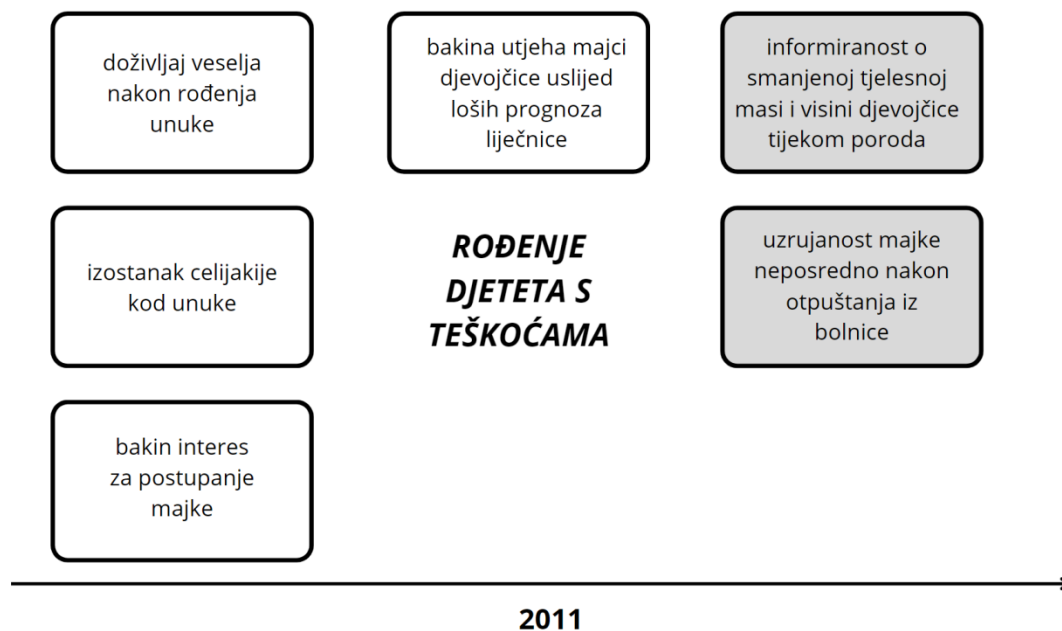 doživljaj veselja
nakon rođenja
unuke
bakina utjeha majci
djevojčice uslijed
loših prognoza
liječnice
informiranost o
smanjenoj tjelesnoj
masi i visini djevojčice
tijekom poroda
izostanak celijakije
kod unuke
ROĐENJE
DJETETA S
TEŠKOĆAMA
uzrujanost majke
neposredno nakon
otpuštanja iz
bolnice
bakin interes
za postupanje
majke
2011